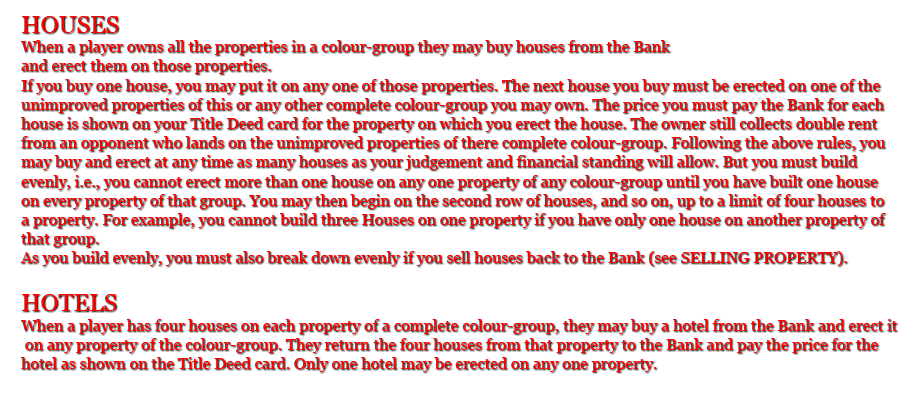 HOUSES
When a player owns all the properties in a colour-group they may buy houses from the Bank
and erect them on those properties.
If you buy one house, you may put it on any one of those properties. The next house you buy must be erected on one of the
unimproved properties of this or any other complete colour-group you may own. The price you must pay the Bank for each
house is shown on your Title Deed card for the property on which you erect the house. The owner still collects double rent
from an opponent who lands on the unimproved properties of there complete colour-group. Following the above rules, you
may buy and erect at any time as many houses as your judgement and financial standing will allow. But you must build
evenly, i.e., you cannot erect more than one house on any one property of any colour-group until you have built one house
on every property of that group. You may then begin on the second row of houses, and so on, up to a limit of four houses to
a property. For example, you cannot build three Houses on one property if you have only one house on another property of
that group.
As you build evenly, you must also break down evenly if you sell houses back to the Bank (see SELLING PROPERTY).
HOTELS
When a player has four houses on each property of a complete colour-group, they may buy a hotel from the Bank and erect it
on any property of the colour-group. They return the four houses from that property to the Bank and pay the price for the
hotel as shown on the Title Deed card. Only one hotel may be erected on any one property.